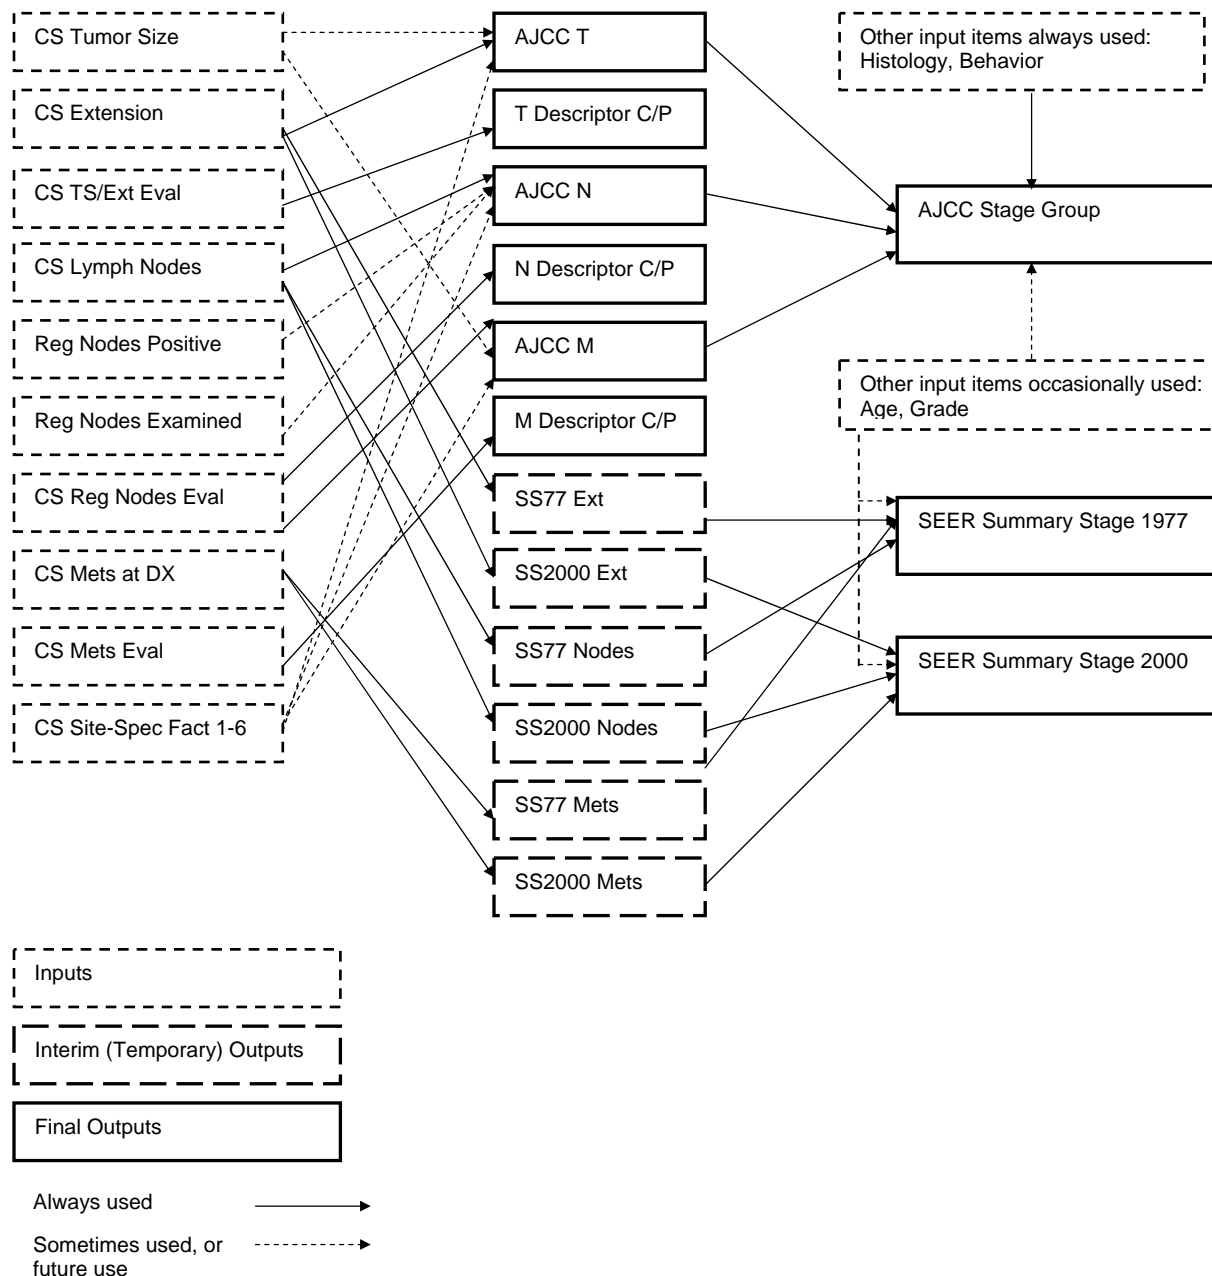 CS Tumor Size
CS Extension
CS TS/Ext Eval
CS Lymph Nodes
Reg Nodes Positive
Reg Nodes Examined
CS Reg Nodes Eval
CS Mets at DX
CS Mets Eval
CS Site-Spec Fact 1-6
AJCC T
T Descriptor C/P
AJCC N
N Descriptor C/P
AJCC M
M Descriptor C/P
SS77 Ext
SS2000 Ext
SS77 Nodes
SS2000 Nodes
SS77 Mets
SS2000 Mets
Other input items always used:
Histology, Behavior
AJCC Stage Group
Other input items occasionally used:
Age, Grade
SEER Summary Stage 1977
SEER Summary Stage 2000
Inputs
Interim (Temporary) Outputs
Final Outputs
Always used
Sometimes used, or
future use